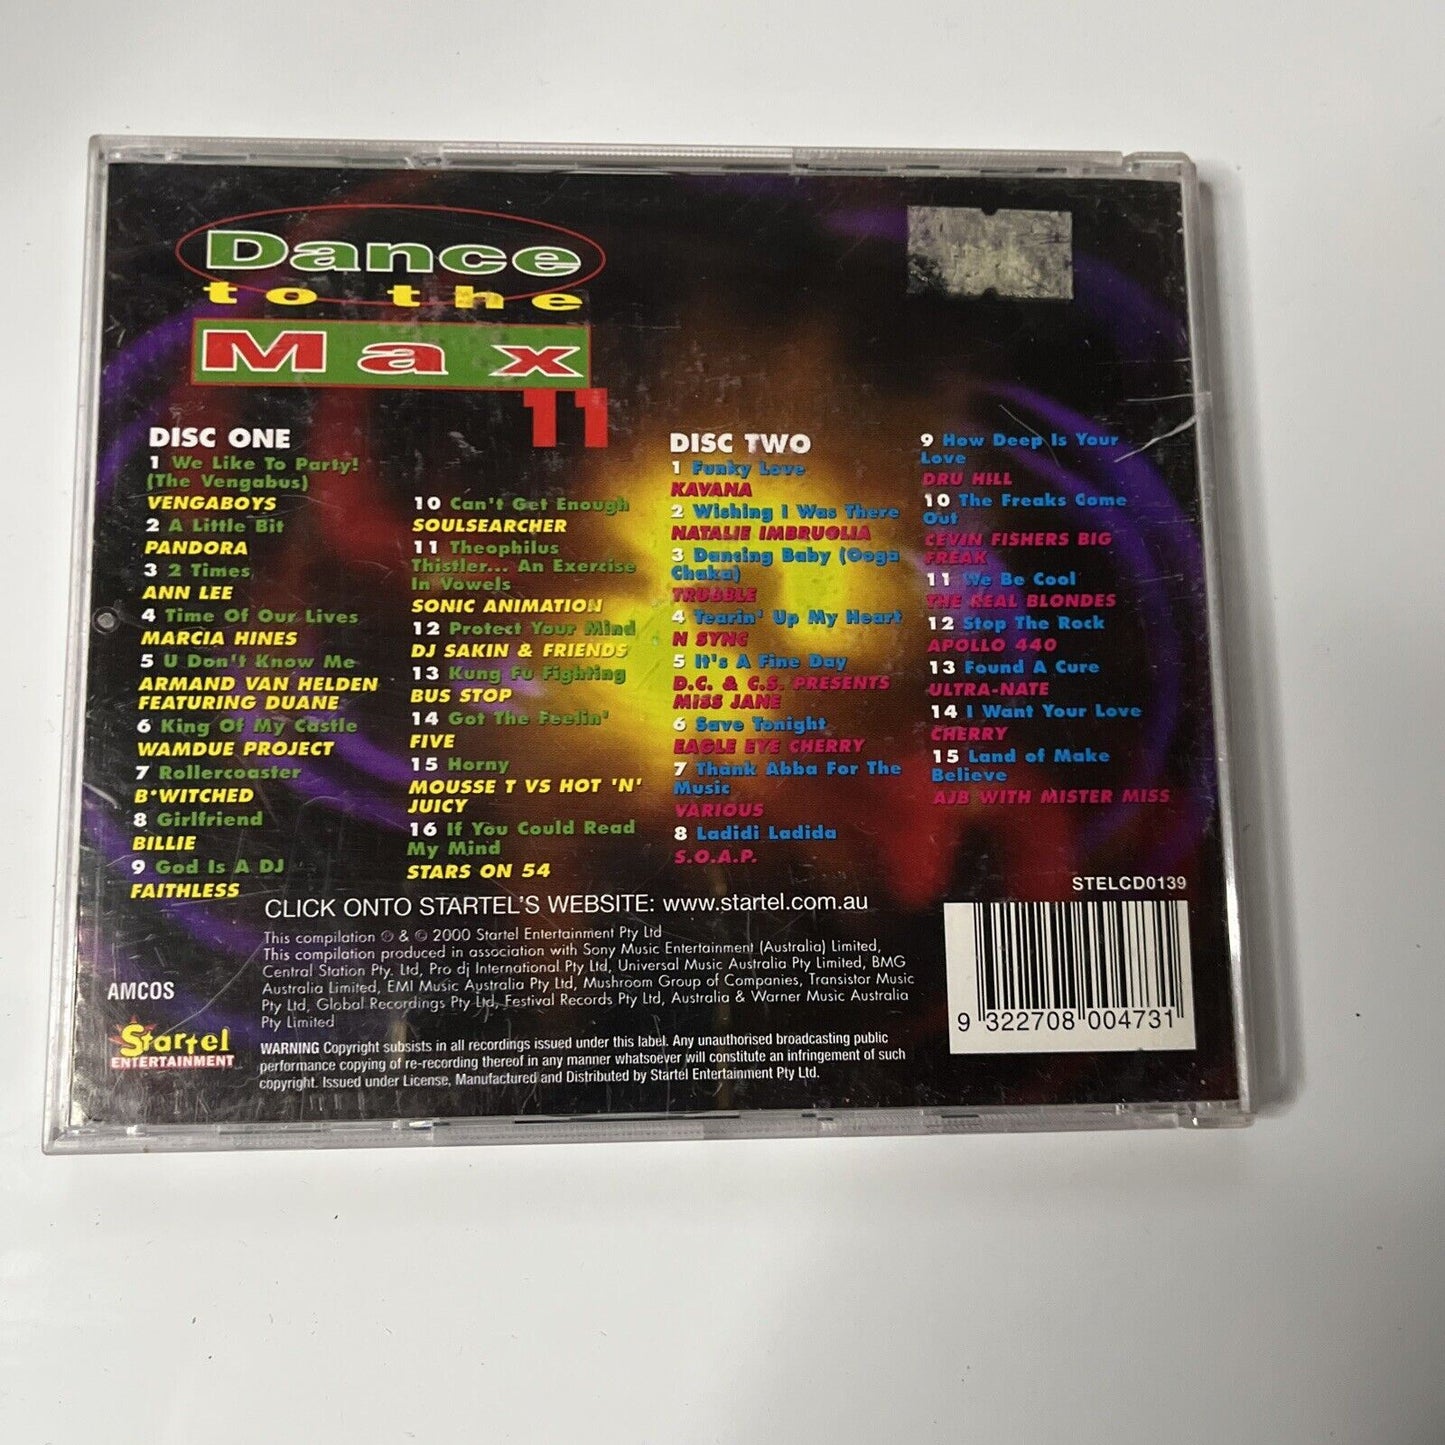 Dance
to the
Max
11
DISC ONE
1 We Like To Party!
(The Vengabus)
VENGABOYS
2 A Little Bit
PANDORA
3 2 Times
ANN LEE
4 Time Of Our Lives
MARCIA HINES
5 U Don't Know Me
ARMAND VAN HELDEN
FEATURING DUANE
6 King Of My Castle
WAMDUE PROJECT
7 Rollercoaster
B*WITCHED
8 Girlfriend
BILLIE
9 God Is A DJ
FAITHLESS
10 Can't Get Enough
SOULSEARCHER
11 Theophilus
Thistler... An Exercise
In Vowels
SONIC ANIMATION
12 Protect Your Mind
DJ SAKIN & FRIENDS
13 Kung Fu Fighting
BUS STOP
14 Got The Feelin'
FIVE
15 Horny
MOUSSE T VS HOT 'N'
JUICY
16 If You Could Read
My Mind
STARS ON 54
DISC TWO
1 Funky Love
KAVANA
2 Wishing I Was There
NATALIE IMBRUGLIA
3 Dancing Baby (Ooga
Chaka)
TRUBBLE
4 Tearin' Up My Heart
N SYNC
5 It's A Fine Day
D.C. & C.S. PRESENTS
MISS JANE
6 Save Tonight
EAGLE EYE CHERRY
7 Thank Abba For The
Music
VARIOUS
8 Ladidi Ladida
S.O.A.P.
9 How Deep Is Your
Love
DRU HILL
10 The Freaks Come
Out
CEVIN FISHERS BIG
FREAK
11 We Be Cool
THE REAL BLONDES
12 Stop The Rock
APOLLO 440
13 Found A Cure
ULTRA-NATE
14 I Want Your Love
CHERRY
15 Land of Make
Believe
AJB WITH MISTER MISS
STELCD0139
CLICK ONTO STARTEL'S WEBSITE: www.startel.com.au
This compilation ℗ & © 2000 Startel Entertainment Pty Ltd
This compilation produced in association with Sony Music Entertainment (Australia) Limited,
Central Station Pty. Ltd, Pro dj International Pty Ltd, Universal Music Australia Pty Limited, BMG
Australia Limited, EMI Music Australia Pty Ltd, Mushroom Group of Companies, Transistor Music
Pty Ltd, Global Recordings Pty Ltd, Festival Records Pty Ltd, Australia & Warner Music Australia
Pty Limited
AMCOS
Startel
ENTERTAINMENT
WARNING Copyright subsists in all recordings issued under this label. Any unauthorised broadcasting public
performance copying of re-recording thereof in any manner whatsoever will constitute an infringement of such
copyright. Issued under License, Manufactured and Distributed by Startel Entertainment Pty Ltd.
9 322708 004731